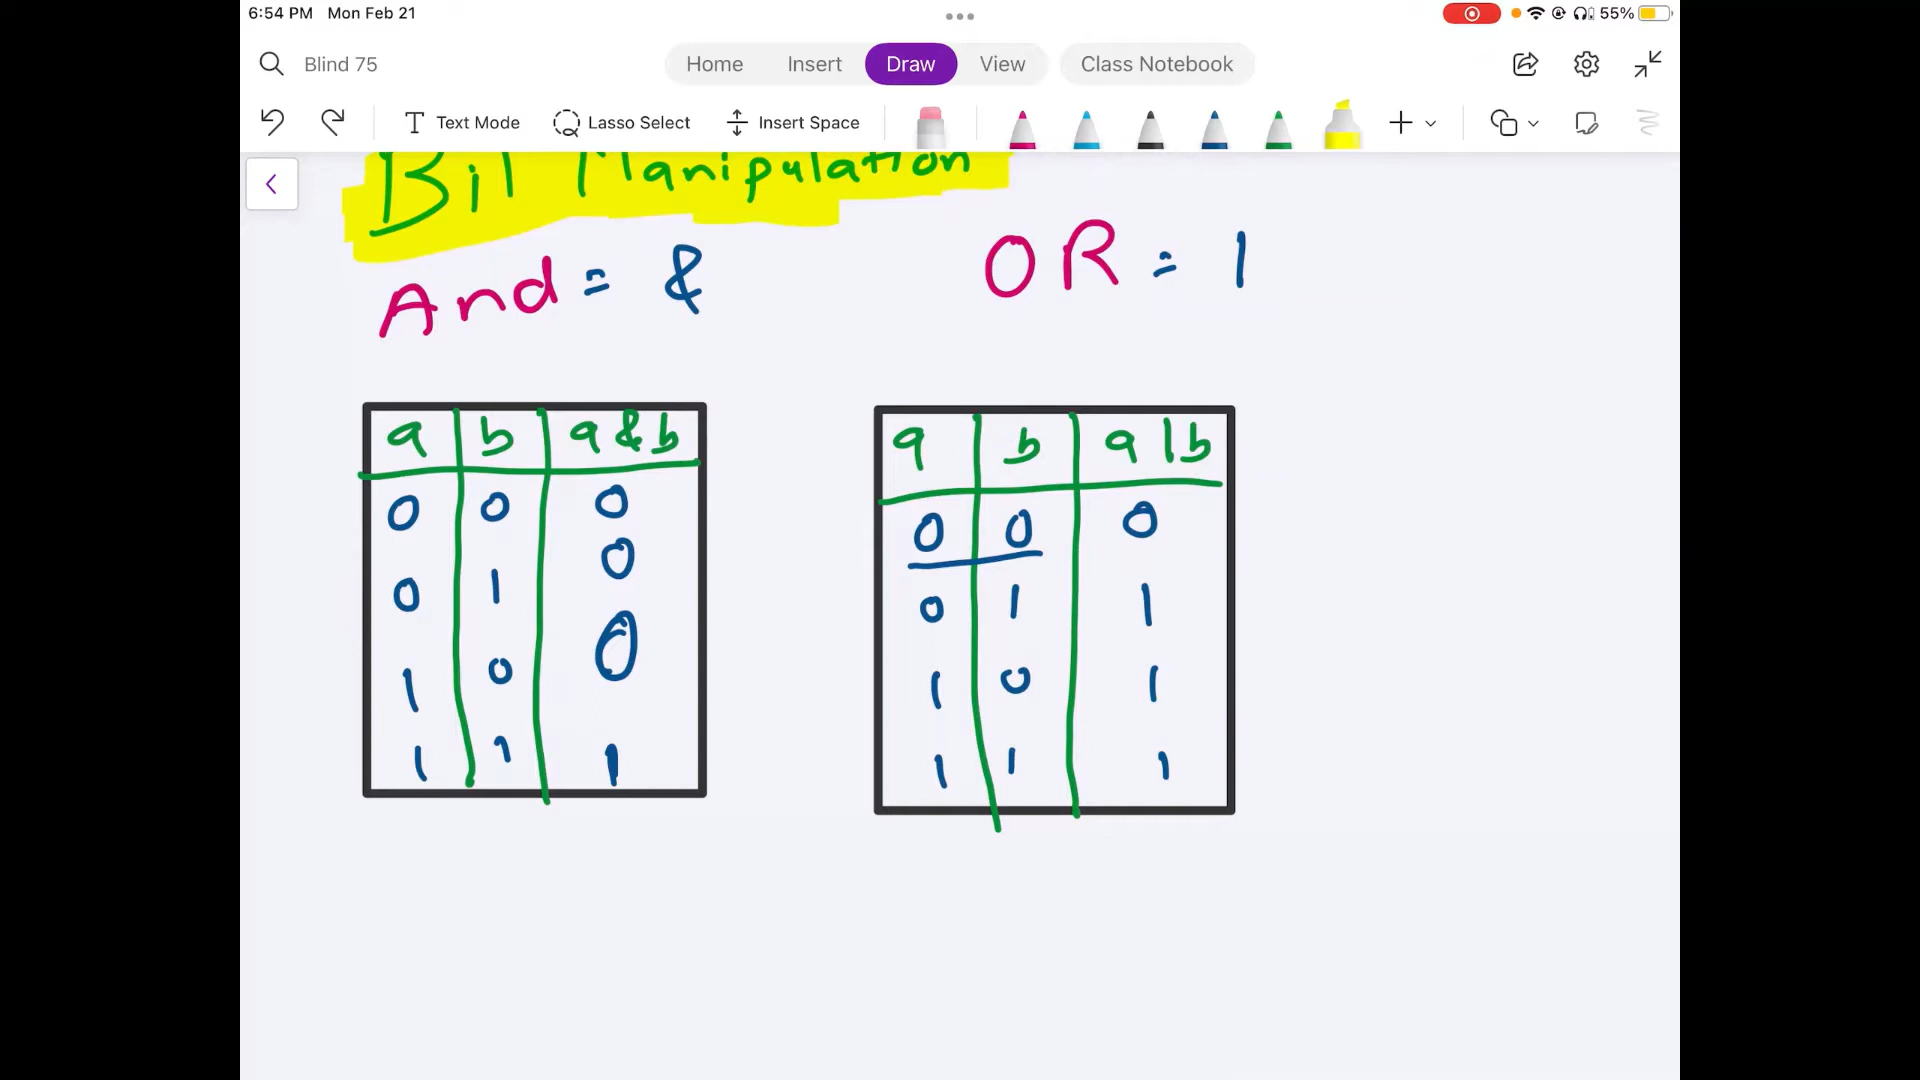 6:54 PM Mon Feb 21
55%
Blind 75
Home Insert Draw View Class Notebook
Text Mode Lasso Select Insert Space
Bit Manipulation
And = &
OR = |
a b a & b
0 0 0
0 1 0
1 0 0
1 1 1
a b a | b
0 0 0
0 1 1
1 0 1
1 1 1